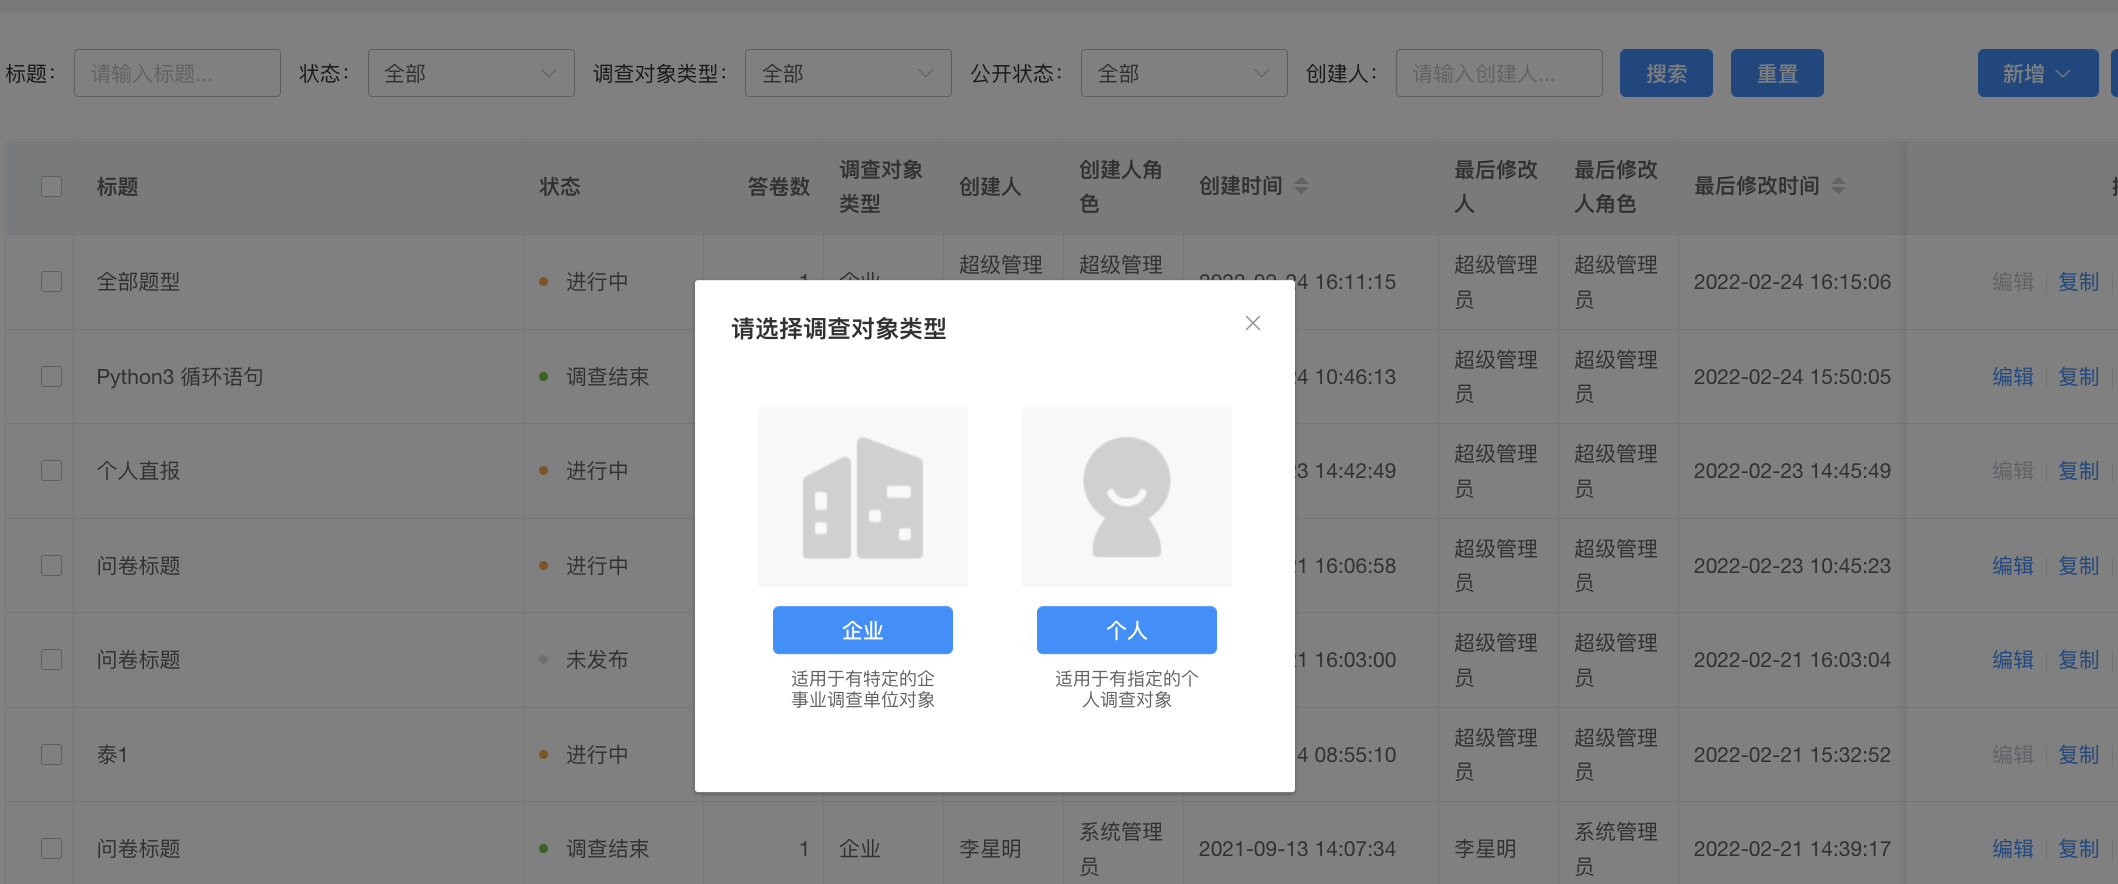 标题： 请输入标题... 状态： 全部 调查对象类型： 全部 公开状态： 全部 创建人： 请输入创建人... 搜索 重置 新增
标题 状态 答卷数 调查对象类型 创建人 创建人角色 创建时间 最后修改人 最后修改人角色 最后修改时间
全部题型 进行中 1 企业 超级管理 超级管理 2022-02-24 16:11:15 超级管理员 超级管理员 2022-02-24 16:15:06 编辑 复制
请选择调查对象类型
Python3 循环语句 调查结束 4 10:46:13 超级管理员 超级管理员 2022-02-24 15:50:05 编辑 复制
个人直报 进行中 3 14:42:49 超级管理员 超级管理员 2022-02-23 14:45:49 编辑 复制
问卷标题 进行中 1 16:06:58 超级管理员 超级管理员 2022-02-23 10:45:23 编辑 复制
企业 个人
问卷标题 未发布 1 16:03:00 超级管理员 超级管理员 2022-02-21 16:03:04 编辑 复制
适用于有特定的企 适用于有指定的个
事业调查单位对象 人调查对象
泰1 进行中 4 08:55:10 超级管理员 超级管理员 2022-02-21 15:32:52 编辑 复制
问卷标题 调查结束 1 企业 李星明 系统管理员 2021-09-13 14:07:34 李星明 系统管理员 2022-02-21 14:39:17 编辑 复制